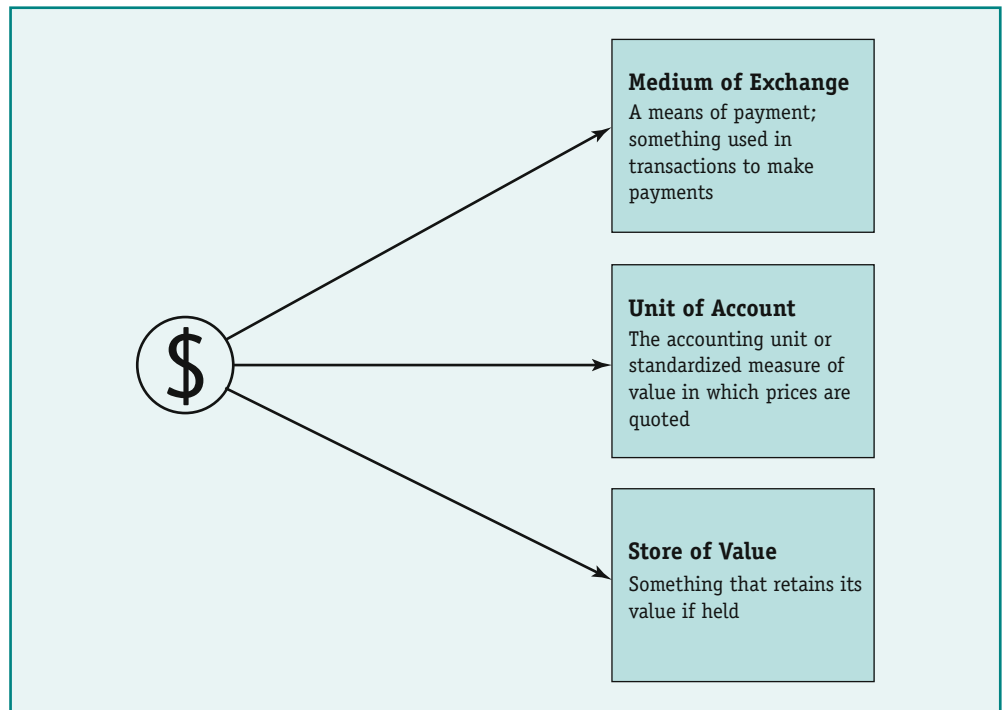 $
Medium of Exchange
A means of payment;
something used in
transactions to make
payments
Unit of Account
The accounting unit or
standardized measure of
value in which prices are
quoted
Store of Value
Something that retains its
value if held